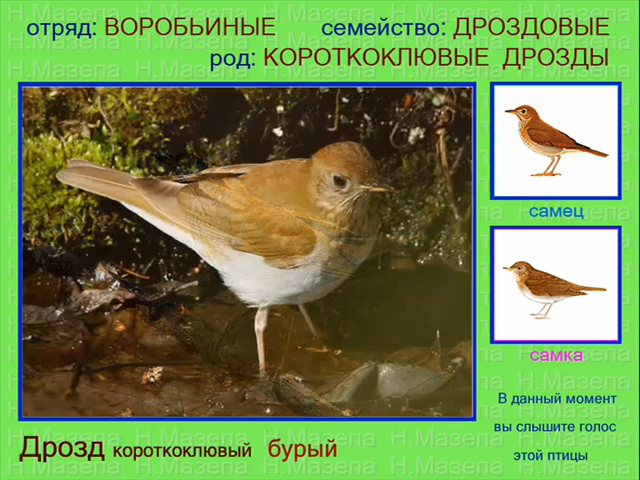 отряд: ВОРОБЬИНЫЕ семейство: ДРОЗДОВЫЕ
род: КОРОТКОКЛЮВЫЕ ДРОЗДЫ
самец
самка
В данный момент
вы слышите голос
этой птицы
Дрозд короткоклювый бурый
Н.Мазепа